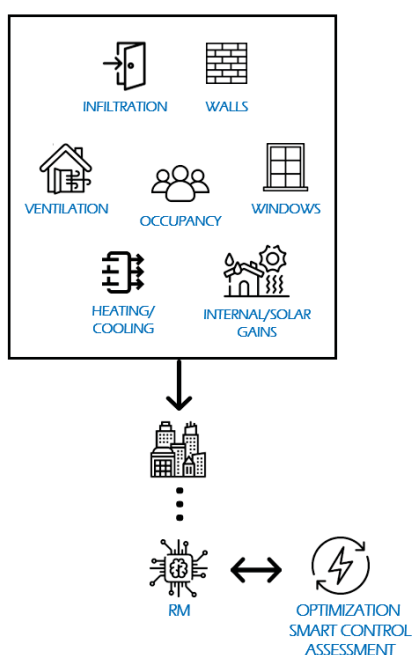 INFILTRATION
WALLS
VENTILATION
OCCUPANCY
WINDOWS
HEATING/
COOLING
INTERNAL/SOLAR
GAINS
RM
OPTIMIZATION
SMART CONTROL
ASSESSMENT